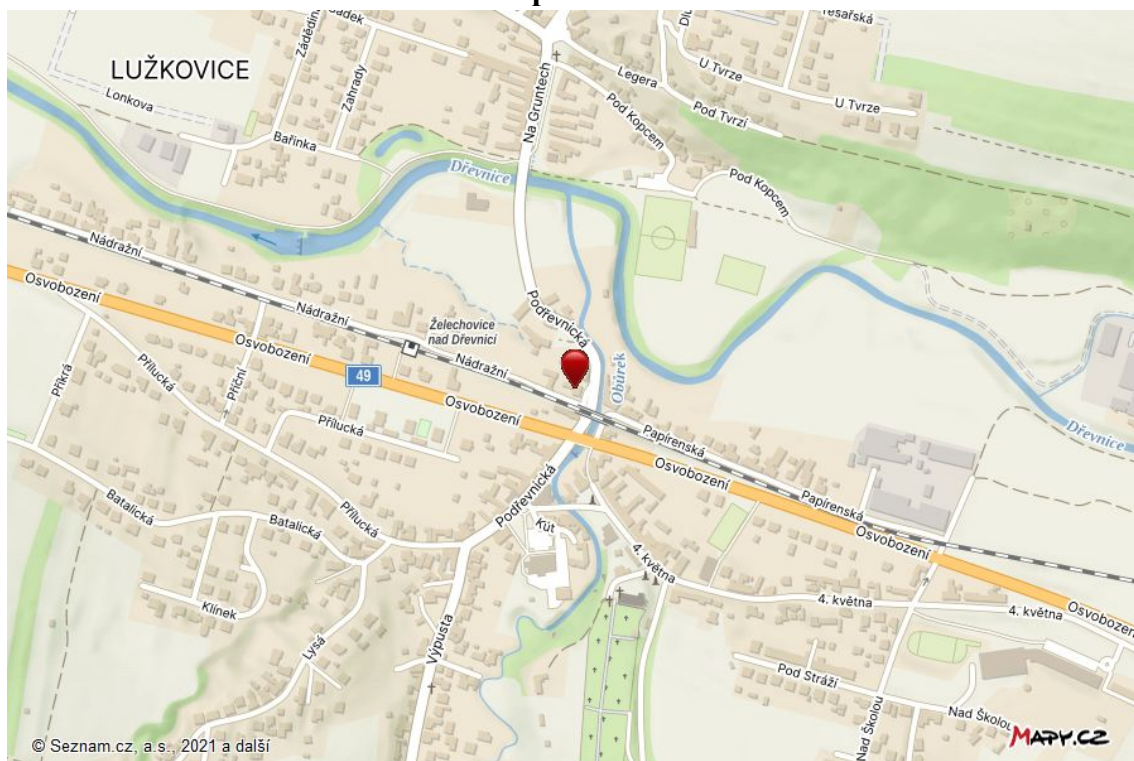 p
Tesařská
Zádědina
Sádek
Zahrady
LUŽKOVICE
Lonkova
Bařinka
Na Gruntech
Legera
U Tvrze
U Tvrze
Pod Tvrzí
Pod Kopcem
Pod Kopcem
Dřevnice
Nádražní
Osvobození
Nádražní
Osvobození
Želechovice
nad Dřevnicí
Nádražní
49
Podřevnická
Obůrek
Osvobození
Papírenská
Osvobození
Papírenská
Osvobození
Dřevnice
Příkrá
Přílucká
Příční
Přílucká
Přílucká
Batalická
Batalická
Podřevnická
Kút
4. května
4. května
4. května
Osvobození
Klínek
Lysá
Výpusta
Pod Stráží
Nad Školou
Nad Školou
© Seznam.cz, a.s., 2021 a další
MAPY.CZ